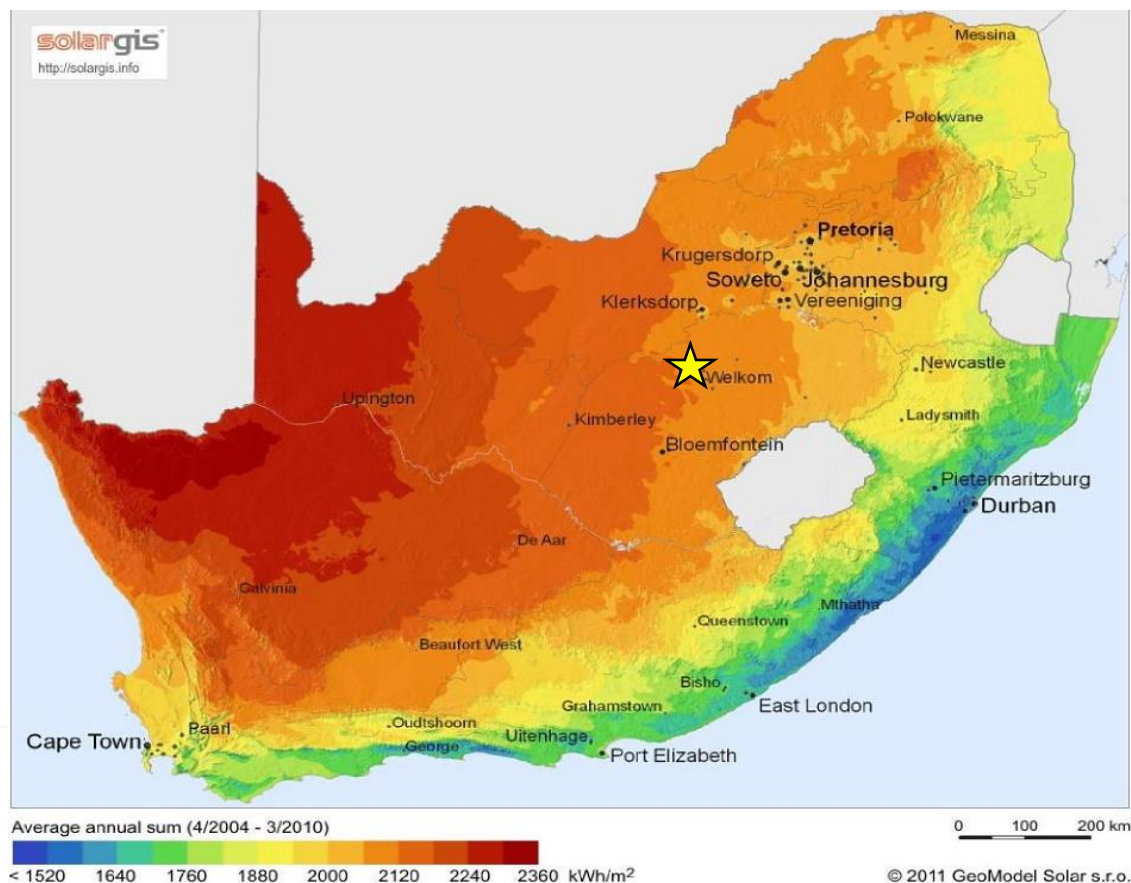 solargis
http://solargis.info
Messina
Polokwane
Pretoria
Krugersdorp
Soweto Johannesburg
Klerksdorp Vereeniging
Newcastle
Welkom
Upington
Kimberley
Ladysmith
Bloemfontein
Pietermaritzburg
Durban
De Aar
Calvinia
Mthatha
Queenstown
Beaufort West
Bisho
Grahamstown
East London
Oudtshoorn
Paarl
Uitenhage
Cape Town
George
Port Elizabeth
Average annual sum (4/2004 - 3/2010)
0 100 200 km
< 1520 1640 1760 1880 2000 2120 2240 2360 kWh/m²
© 2011 GeoModel Solar s.r.o.